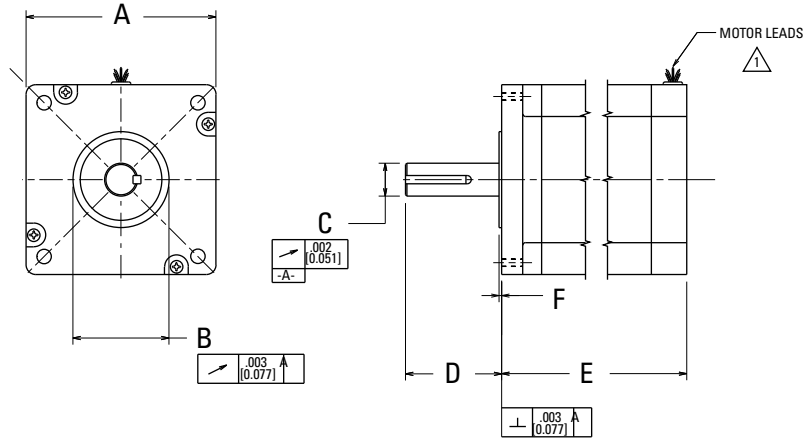 A
MOTOR LEADS
1
C
.002
[0.051]
-A-
F
B
D
E
.003 A
[0.077]
.003 A
[0.077]